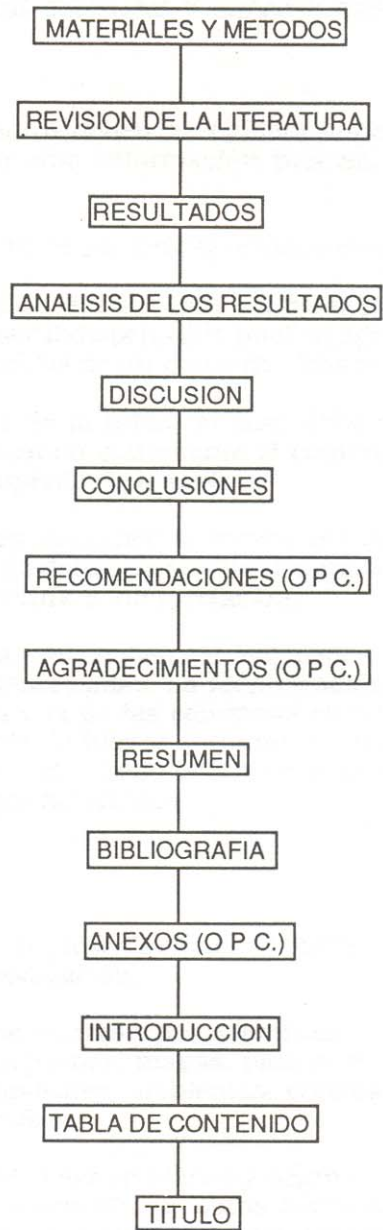 MATERIALES Y METODOS
REVISION DE LA LITERATURA
RESULTADOS
ANALISIS DE LOS RESULTADOS
DISCUSION
CONCLUSIONES
RECOMENDACIONES (O P C.)
AGRADECIMIENTOS (O P C.)
RESUMEN
BIBLIOGRAFIA
ANEXOS (O P C.)
INTRODUCCION
TABLA DE CONTENIDO
TITULO